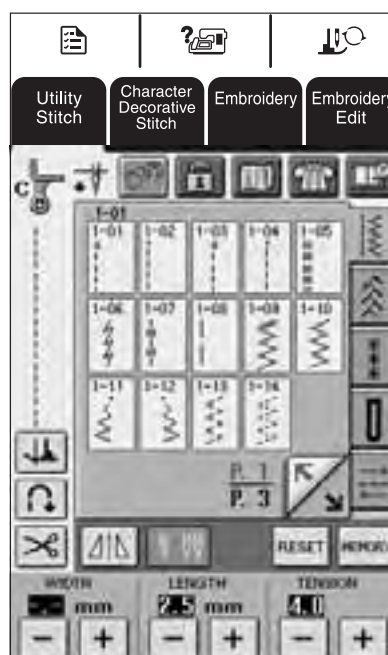 ?
Utility Stitch
Character Decorative Stitch
Embroidery
Embroidery Edit
C
1-01
1-01 1-02 1-03 1-04 1-05
1-06 1-07 1-08 1-09 1-10
1-11 1-12 1-13 1-14
P. 1
P. 3
RESET MEMORY
WIDTH LENGTH TENSION
mm 2.5 mm 4.0
- + - + - +